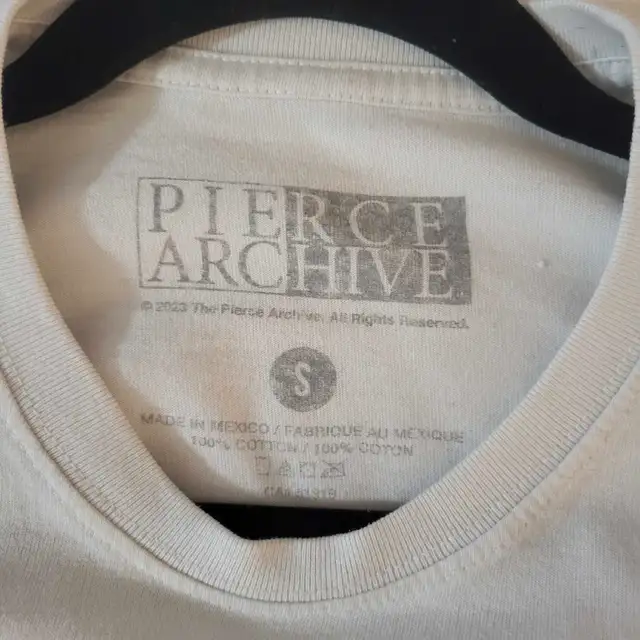 PIERCE
ARCHIVE
© 2023 The Pierce Archive. All Rights Reserved.
S
MADE IN MEXICO / FABRIQUE AU MEXIQUE
100% COTTON / 100% COTON